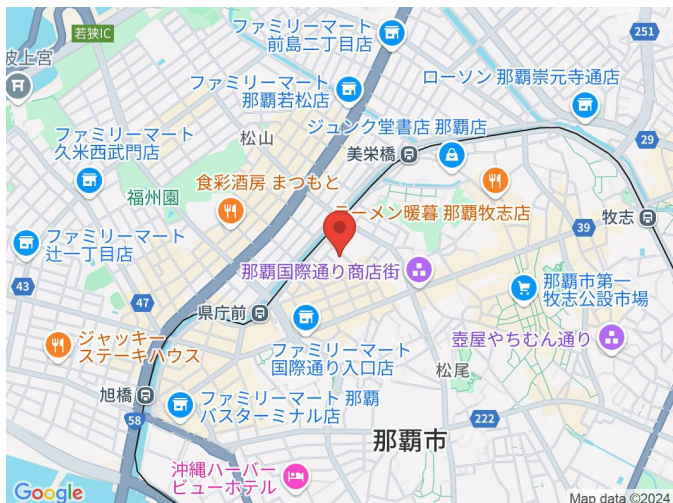 若狭IC
波上宮
ファミリーマート
前島二丁目店
251
ファミリーマート
那覇若松店
ローソン 那覇崇元寺通店
ファミリーマート
久米西武門店
松山
ジュンク堂書店 那覇店
美栄橋
29
福州園
食彩酒房 まつもと
ラーメン暖暮 那覇牧志店
牧志
ファミリーマート
辻一丁目店
39
43
那覇国際通り商店街
47
那覇市第一
牧志公設市場
県庁前
ジャッキー
ステーキハウス
ファミリーマート
国際通り入口店
壺屋やちむん通り
松尾
旭橋
58
ファミリーマート 那覇
バスターミナル店
222
那覇市
沖縄ハーバー
ビューホテル
Google
Map data ©2024